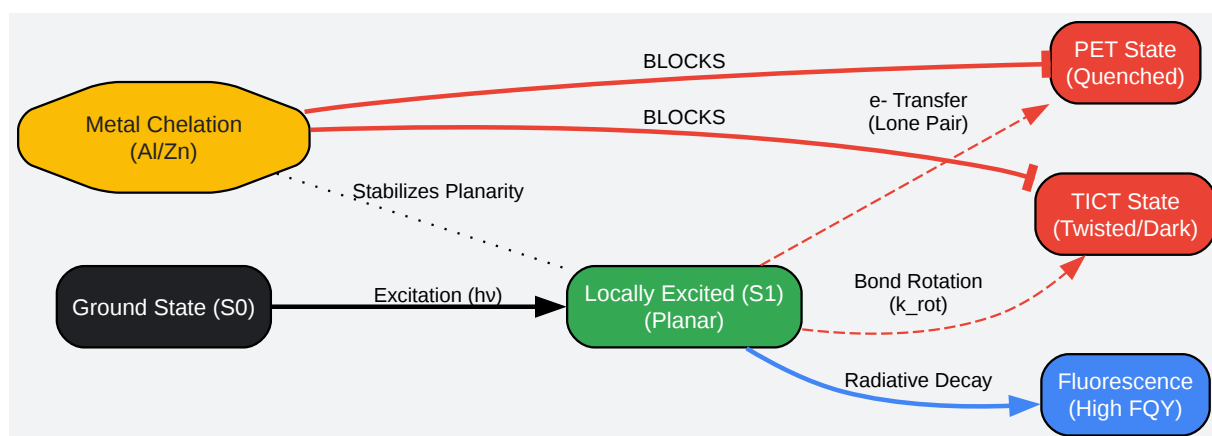 PET State
(Quenched)
BLOCKS
e- Transfer
(Lone Pair)
Metal Chelation
(Al/Zn)
BLOCKS
Stabilizes Planarity
TICT State
(Twisted/Dark)
Ground State (S0)
Excitation (hν)
Locally Excited (S1)
(Planar)
Bond Rotation
(k_rot)
Radiative Decay
Fluorescence
(High FQY)